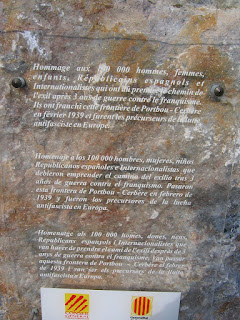 Hommage aux 100 000 hommes, femmes,
enfants, Républicains espagnols et
Internationalistes qui ont dû prendre le chemin de
l'exil après 3 ans de guerre contre le franquisme.
Ils ont franchi cette frontière de Portbou - Cerbère
en février 1939 et furent les précurseurs de la lutte
antifasciste en Europe.
Homenaje a los 100 000 hombres, mujeres, niños
Republicanos españoles e Internacionalistas que
debieron emprender el camino del exilio tras 3
años de guerra contra el franquismo. Pasaron
esta frontera de Portbou - Cerbère en febrero de
1939 y fueron los precursores de la lucha
antifascista en Europa.
Homenatge als 100 000 homes, dones, nens,
Republicans espanyols i Internacionalistes que
van haver de prendre el camí de l'exili després de 3
anys de guerra contra el franquisme. Van
aquesta frontera de Portbou - Cerbère el febrer
de 1939 i van ser els precursors de la lluita
antifeixista a Europa.